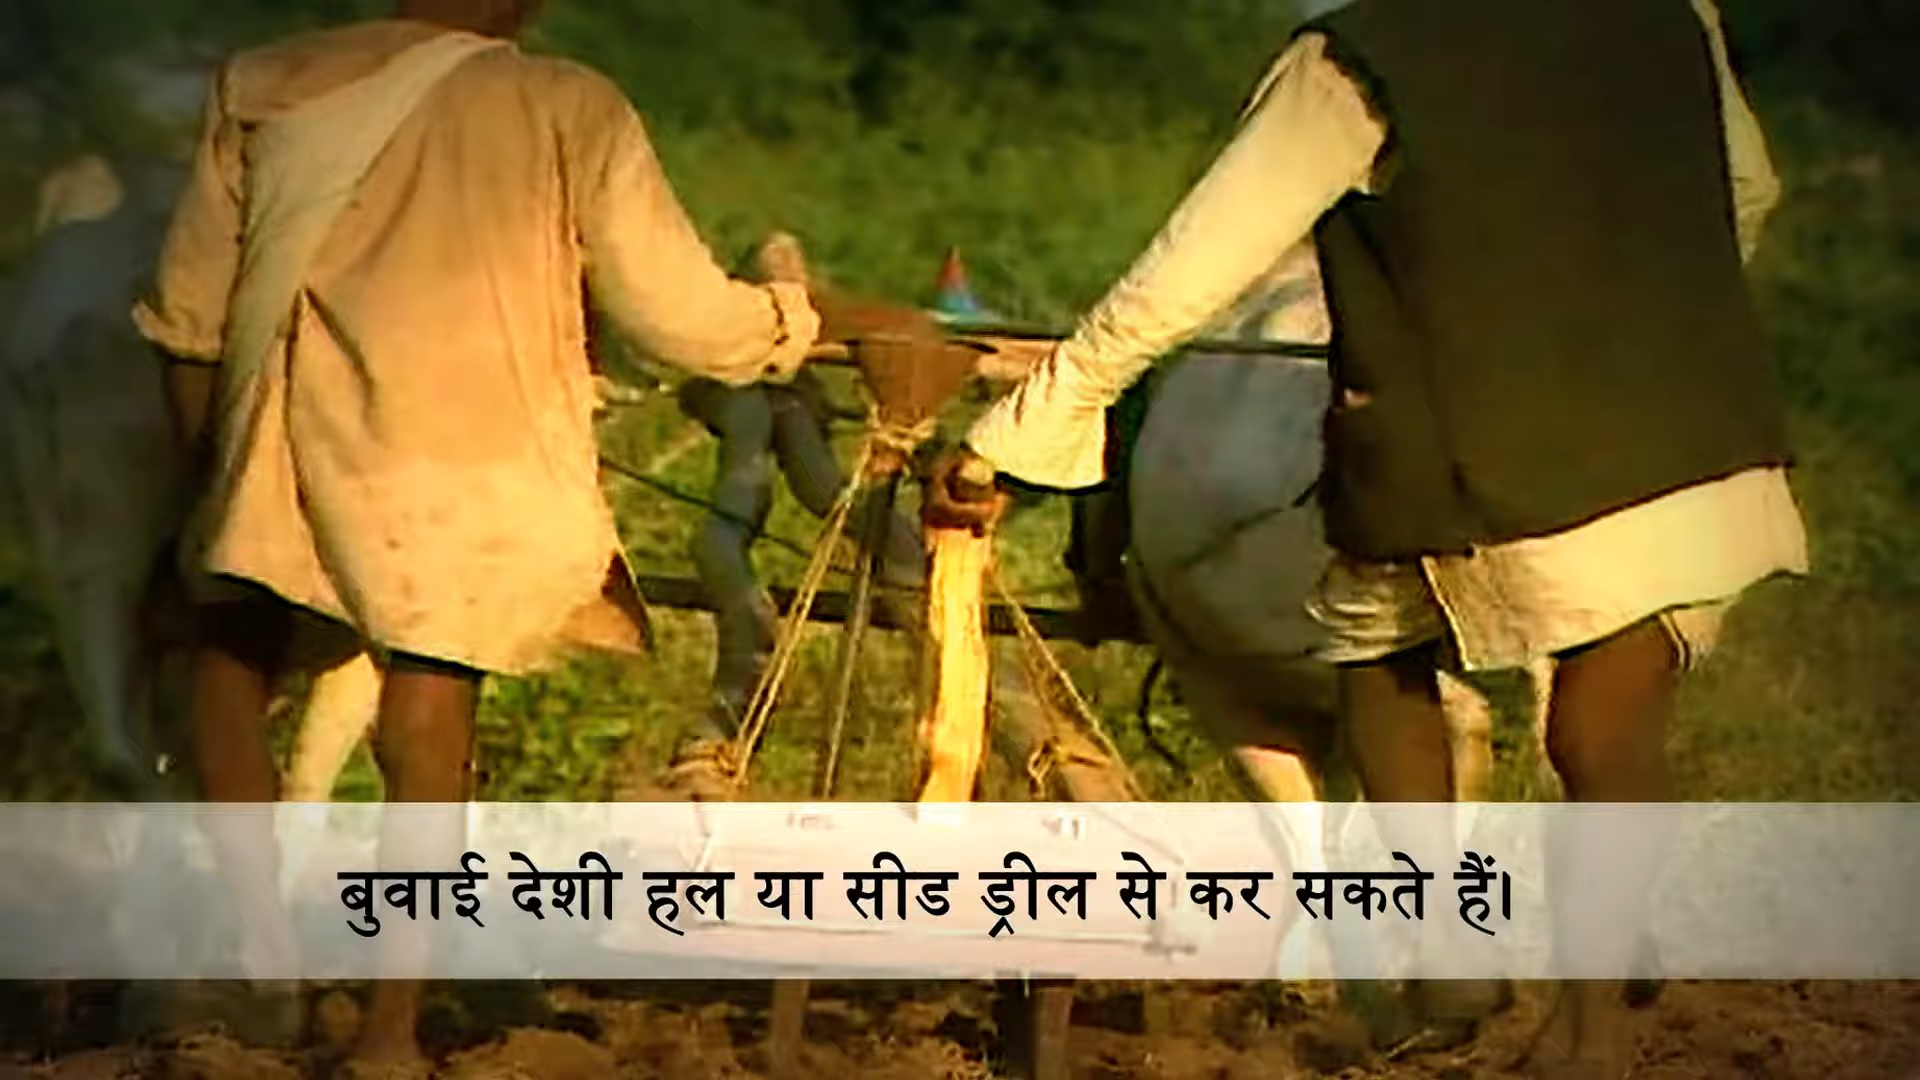 बुवाई देशी हल या सीड ड्रील से कर सकते हैं।